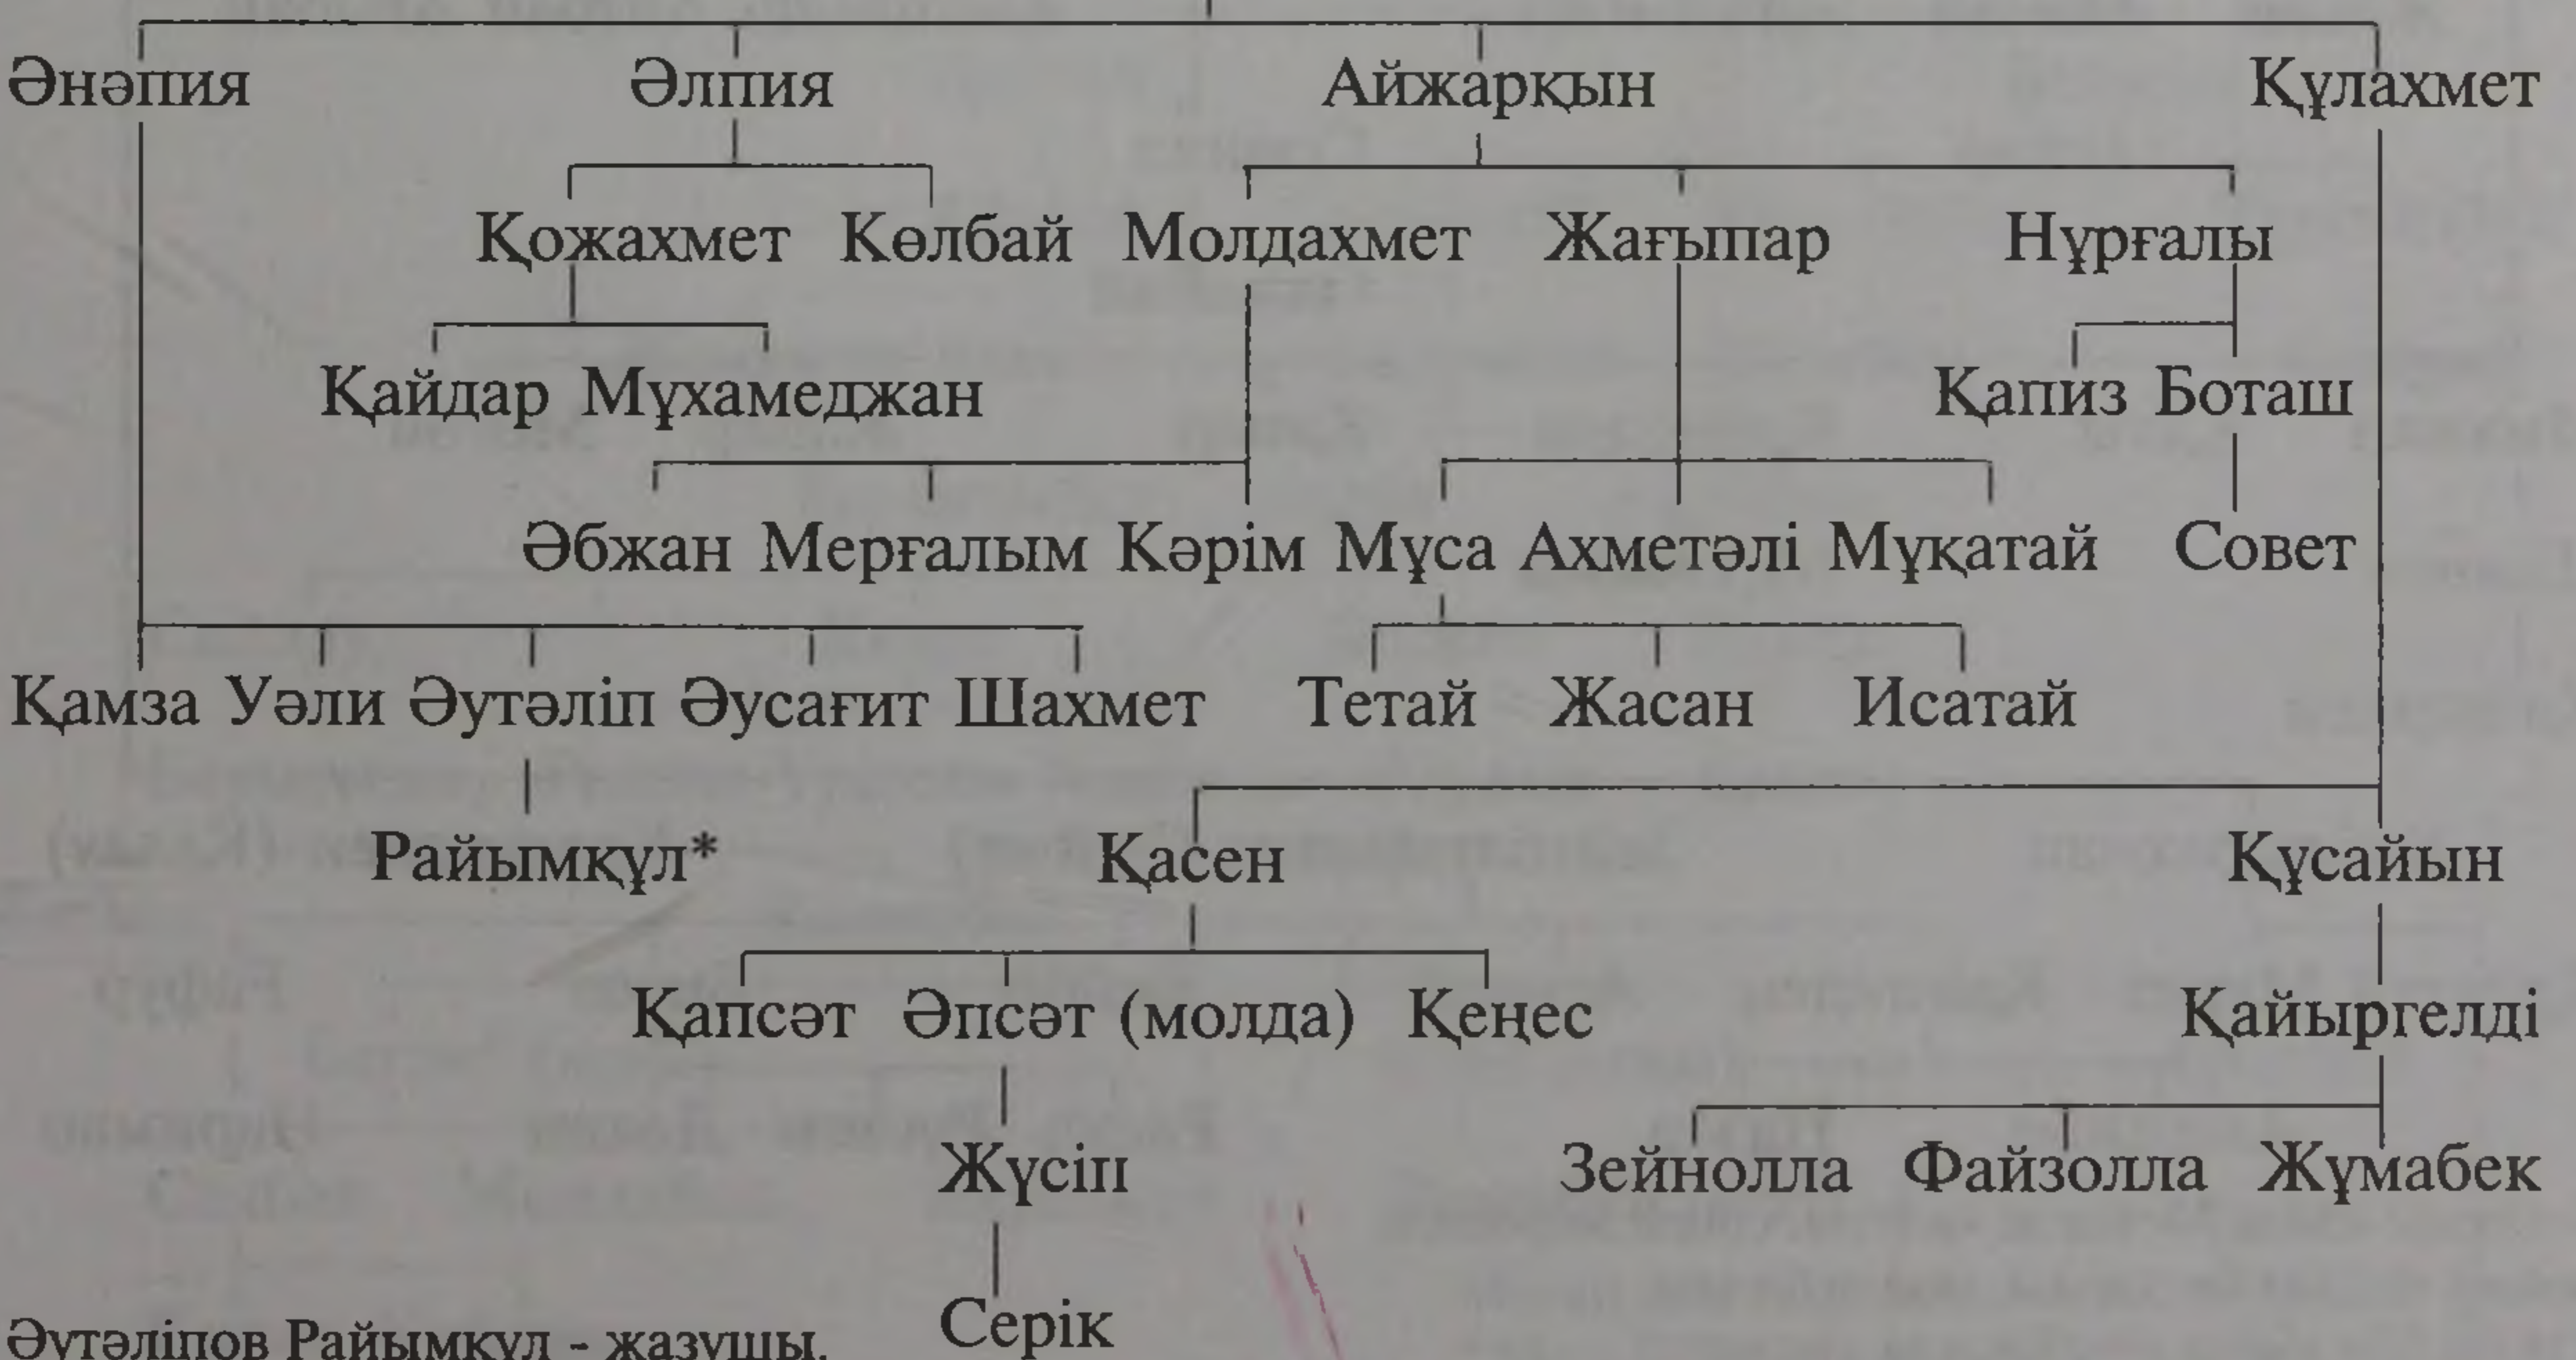 Әнәпия Әлпия Айжарқын Құлахмет
Қожахмет Көлбай Молдахмет Жағыпар Нұрғалы
Қайдар Мұхамеджан Қапиз Боташ
Әбжан Мерғалым Кәрім Мұса Ахметәлі Мұқатай Совет
Қамза Уәли Әутәліп Әусағит Шахмет Тетай Жасан Исатай
Райымқұл* Қасен Құсайын
Қапсәт Әпсәт (молда) Қеңес Қайыргелді
Жүсіп Зейнолла Файзолла Жұмабек
Серік
Әутәліпов Райымқұл - жазушы.